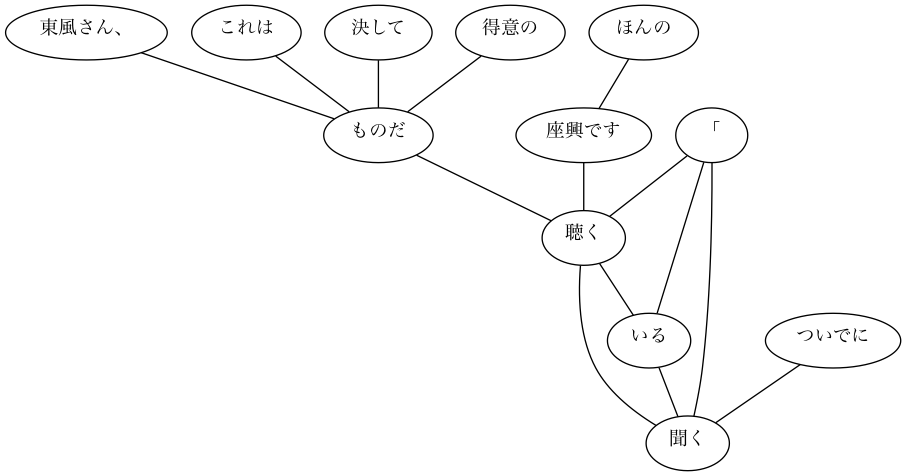 東風さん、
これは
決して
得意の
ほんの
ものだ
座興です
「
聴く
いる
ついでに
聞く